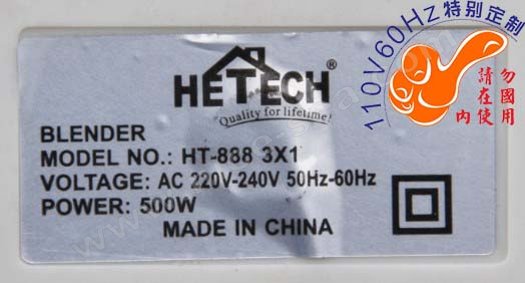 HETECH®
Quality for lifetime!
BLENDER
MODEL NO.: HT-888 3X1
VOLTAGE: AC 220V-240V 50Hz-60Hz
POWER: 500W
MADE IN CHINA
110V60Hz特别定制
請在內使用
勿國用